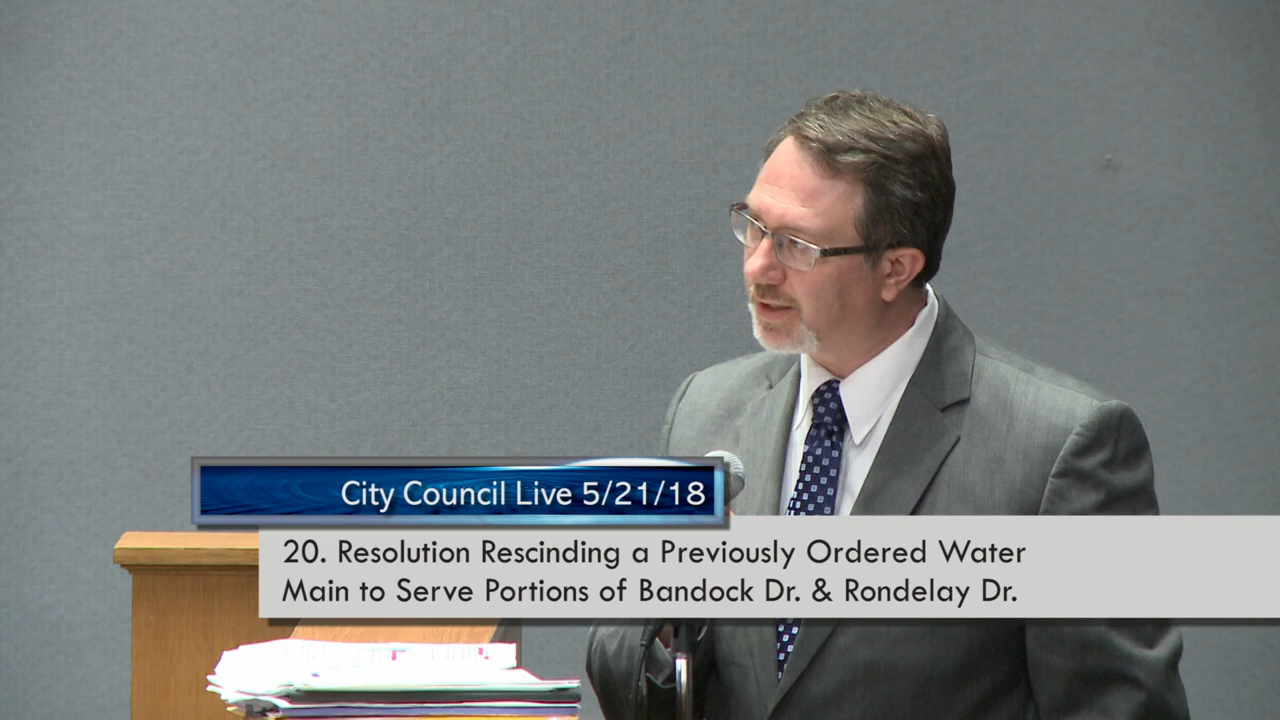 City Council Live 5/21/18
20. Resolution Rescinding a Previously Ordered Water
Main to Serve Portions of Bandock Dr. & Rondelay Dr.